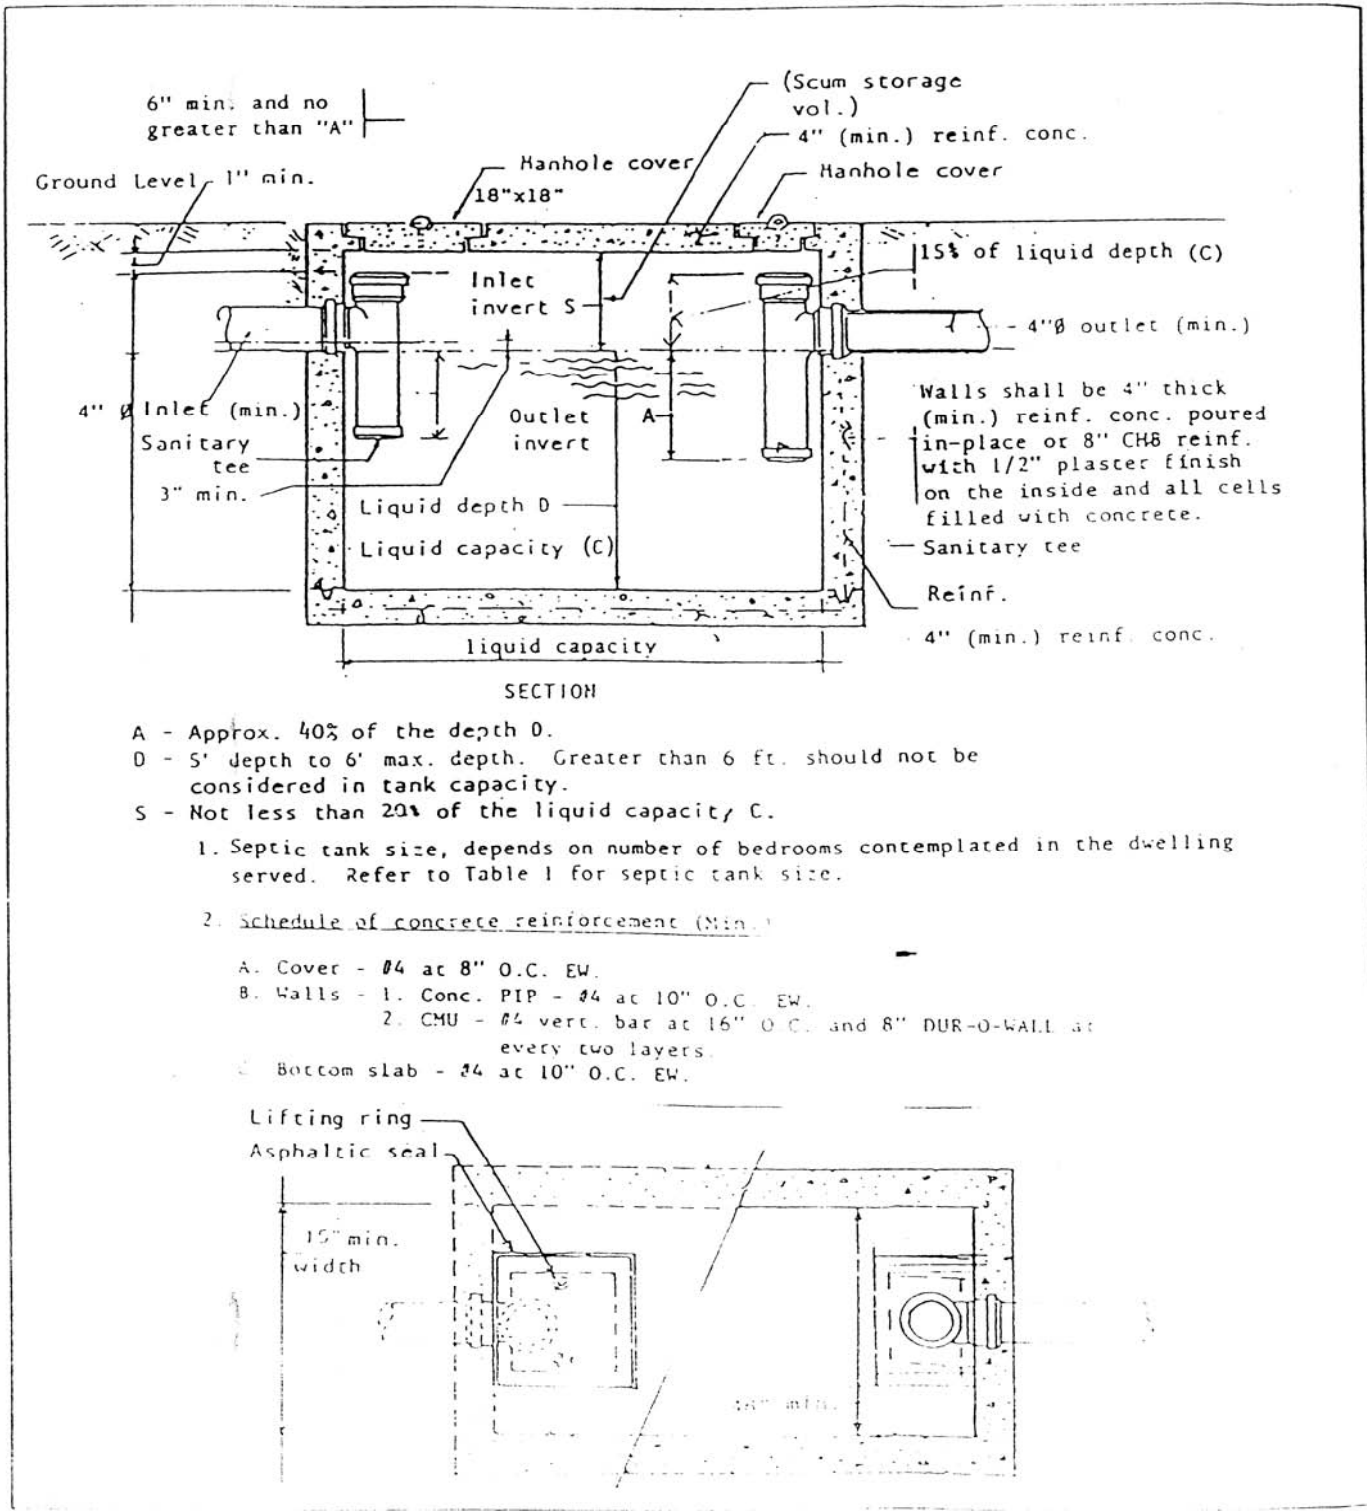 (Scum storage
vol.)
6" min. and no
greater than "A"
4" (min.) reinf. conc.
Manhole cover
18"x18"
Manhole cover
Ground Level
1" min.
15% of liquid depth (C)
Inlet
invert S
4"Ø outlet (min.)
4" Ø Inlet (min.)
Sanitary
tee
3" min.
Outlet
invert
A
Walls shall be 4" thick
(min.) reinf. conc. poured
in-place or 8" CHB reinf.
with 1/2" plaster finish
on the inside and all cells
filled with concrete.
Liquid depth D
Liquid capacity (C)
Sanitary tee
Reinf.
4" (min.) reinf. conc.
liquid capacity
SECTION
A - Approx. 40% of the depth D.
D - 5' depth to 6' max. depth. Greater than 6 ft. should not be
considered in tank capacity.
S - Not less than 20% of the liquid capacity C.
1. Septic tank size, depends on number of bedrooms contemplated in the dwelling
served. Refer to Table 1 for septic tank size.
2. Schedule of concrete reinforcement (Min.)
A. Cover - #4 at 8" O.C. EW.
B. Walls - 1. Conc. PIP - #4 at 10" O.C. EW.
2. CMU - #4 vert. bar at 16" O.C. and 8" DUR-O-WALL at
every two layers.
Bottom slab - #4 at 10" O.C. EW.
Lifting ring
Asphaltic seal
min.
width
48" min.